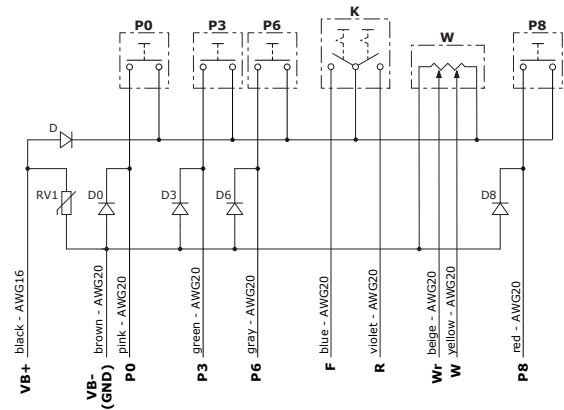 P0
P3
P6
K
W
P8
D
RV1
D0
D3
D6
D8
black - AWG16
brown - AWG20
pink - AWG20
green - AWG20
gray - AWG20
blue - AWG20
violet - AWG20
beige - AWG20
yellow - AWG20
red - AWG20
VB+
VB-
(GND)
P0
P3
P6
F
R
Wr
W
P8